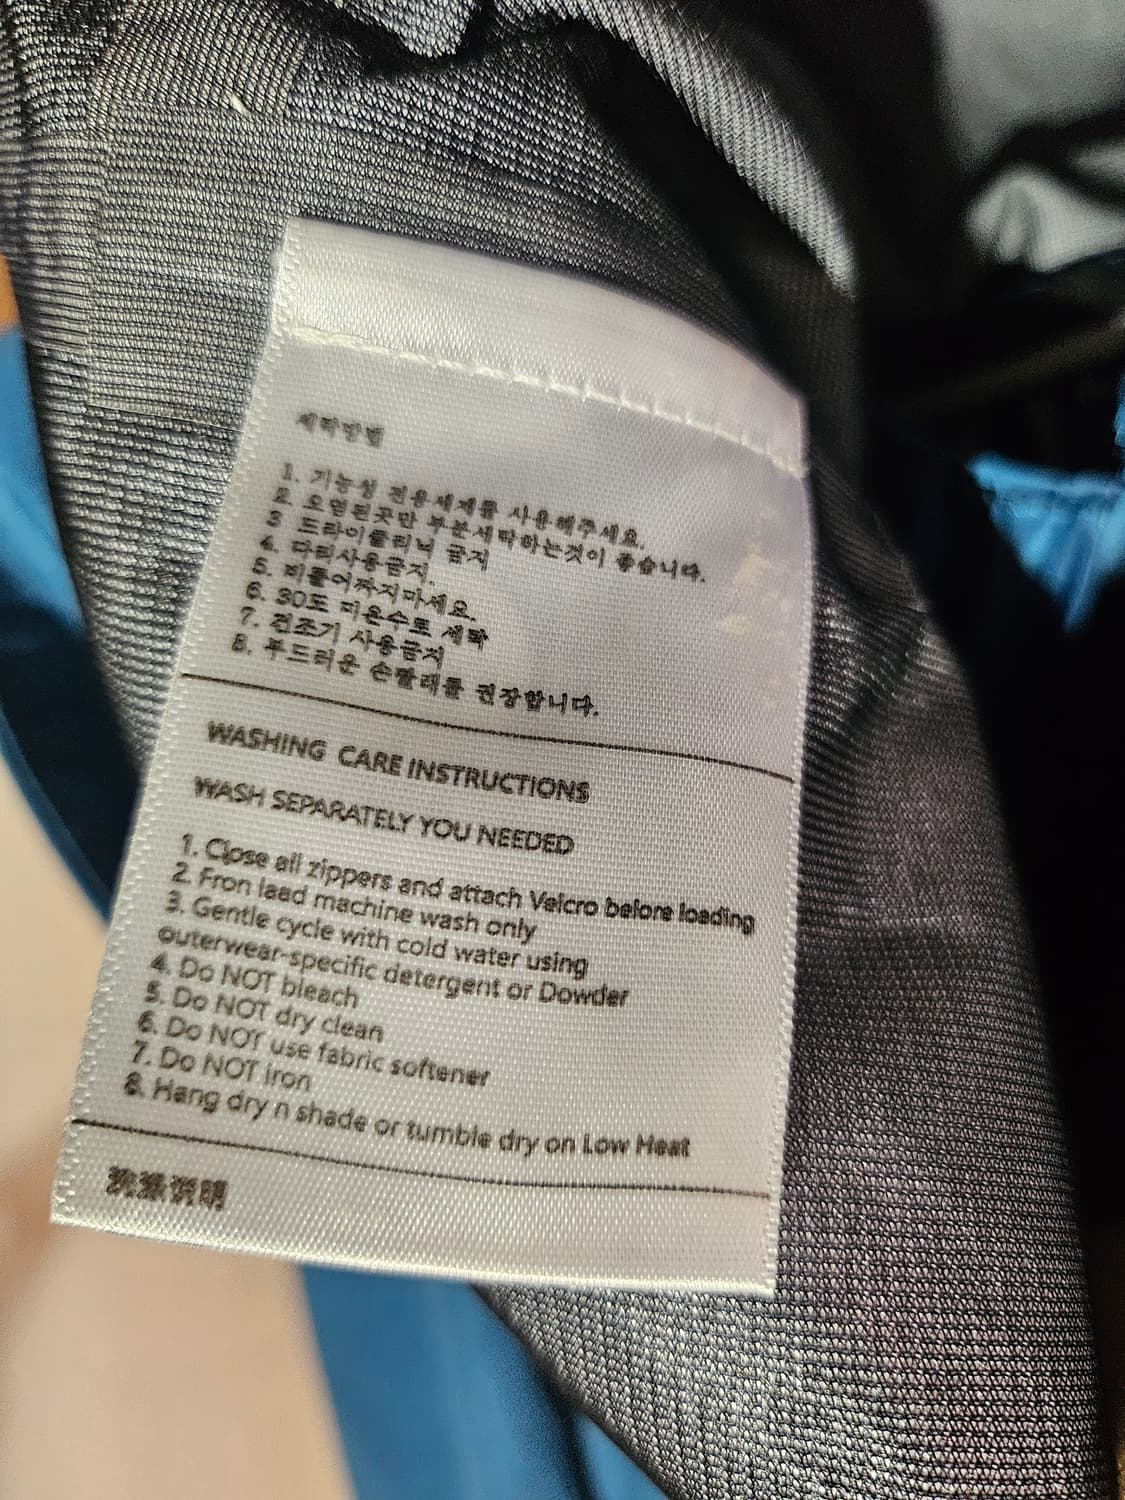 세탁방법
1. 기능성 전용세제를 사용해주세요.
2. 오염된곳만 부분세탁하는것이 좋습니다.
3 드라이클리닉 금지
4. 다리사용금지.
5. 비틀어짜지마세요.
6. 30도 미온수로 세탁
7. 건조기 사용금지
8. 부드러운 손빨래를 권장합니다.
WASHING CARE INSTRUCTIONS
WASH SEPARATELY YOU NEEDED
1. Close all zippers and attach Velcro belore loading
2. Fron laad machine wash only
3. Gentle cycle with cold water using
outerwear-specific detergent or Dowder
4. Do NOT bleach
5. Do NOT dry clean
6. Do NOT use fabric softener
7. Do NOT iron
8. Hang dry n shade or tumble dry on Low Heat
洗滌说明